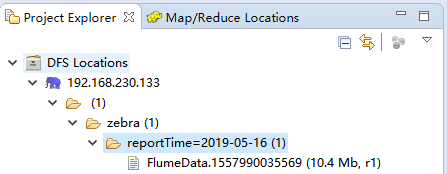 Project Explorer Map/Reduce Locations
DFS Locations
192.168.230.133
(1)
zebra (1)
reportTime=2019-05-16 (1)
FlumeData.1557990035569 (10.4 Mb, r1)